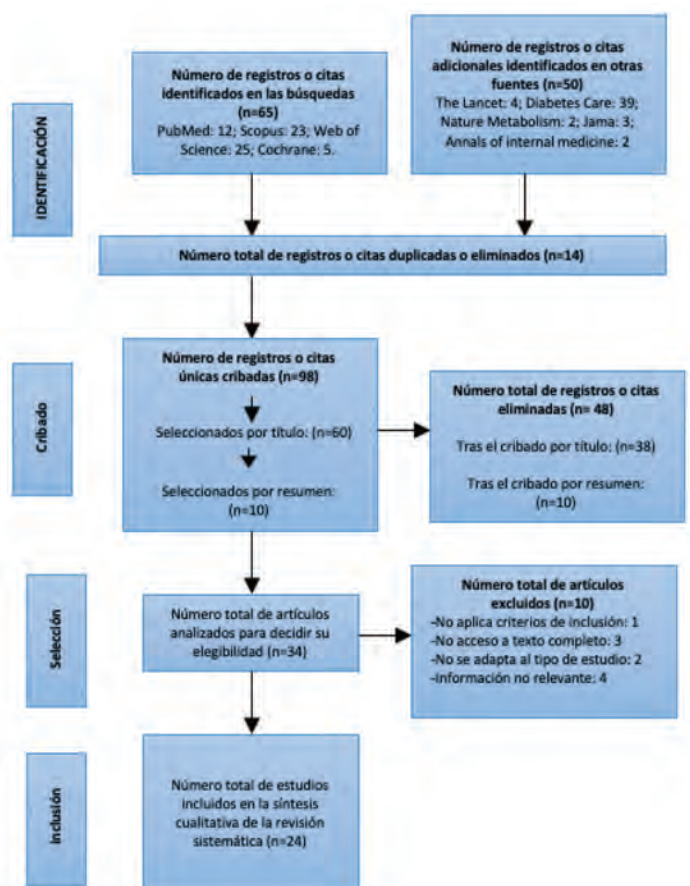 IDENTIFICACIÓN
Número de registros o citas
identificados en las búsquedas
(n=65)
PubMed: 12; Scopus: 23; Web of
Science: 25; Cochrane: 5.
Número de registros o citas
adicionales identificados en otras
fuentes (n=50)
The Lancet: 4; Diabetes Care: 39;
Nature Metabolism: 2; Jama: 3;
Annals of internal medicine: 2
Número total de registros o citas duplicadas o eliminados (n=14)
Cribado
Número de registros o citas
únicas cribadas (n=98)
Seleccionados por título: (n=60)
Seleccionados por resumen:
(n=10)
Número total de registros o citas
eliminadas (n= 48)
Tras el cribado por título: (n=38)
Tras el cribado por resumen:
(n=10)
Selección
Número total de artículos
analizados para decidir su
elegibilidad (n=34)
Número total de artículos
excluidos (n=10)
-No aplica criterios de inclusión: 1
-No acceso a texto completo: 3
-No se adapta al tipo de estudio: 2
-Información no relevante: 4
Inclusión
Número total de estudios
incluidos en la síntesis
cualitativa de la revisión
sistemática (n=24)